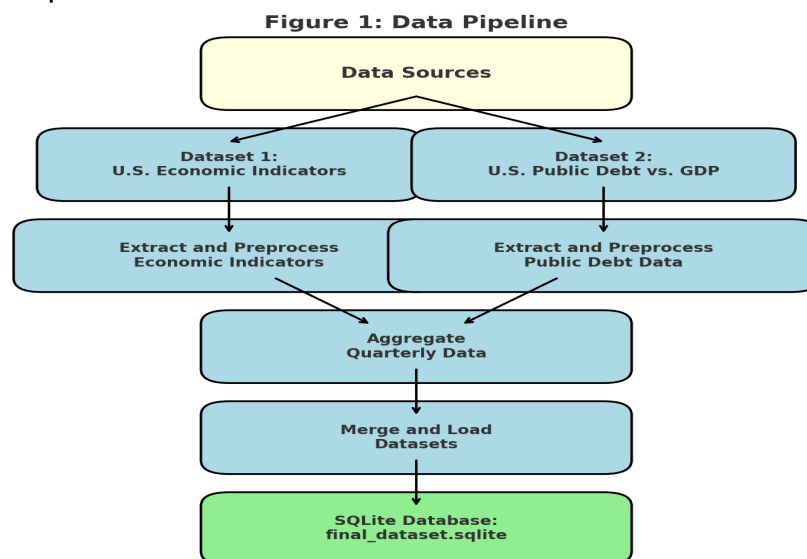 Figure 1: Data Pipeline
Data Sources
Dataset 1:
U.S. Economic Indicators
Dataset 2:
U.S. Public Debt vs. GDP
Extract and Preprocess
Economic Indicators
Extract and Preprocess
Public Debt Data
Aggregate
Quarterly Data
Merge and Load
Datasets
SQLite Database:
final_dataset.sqlite